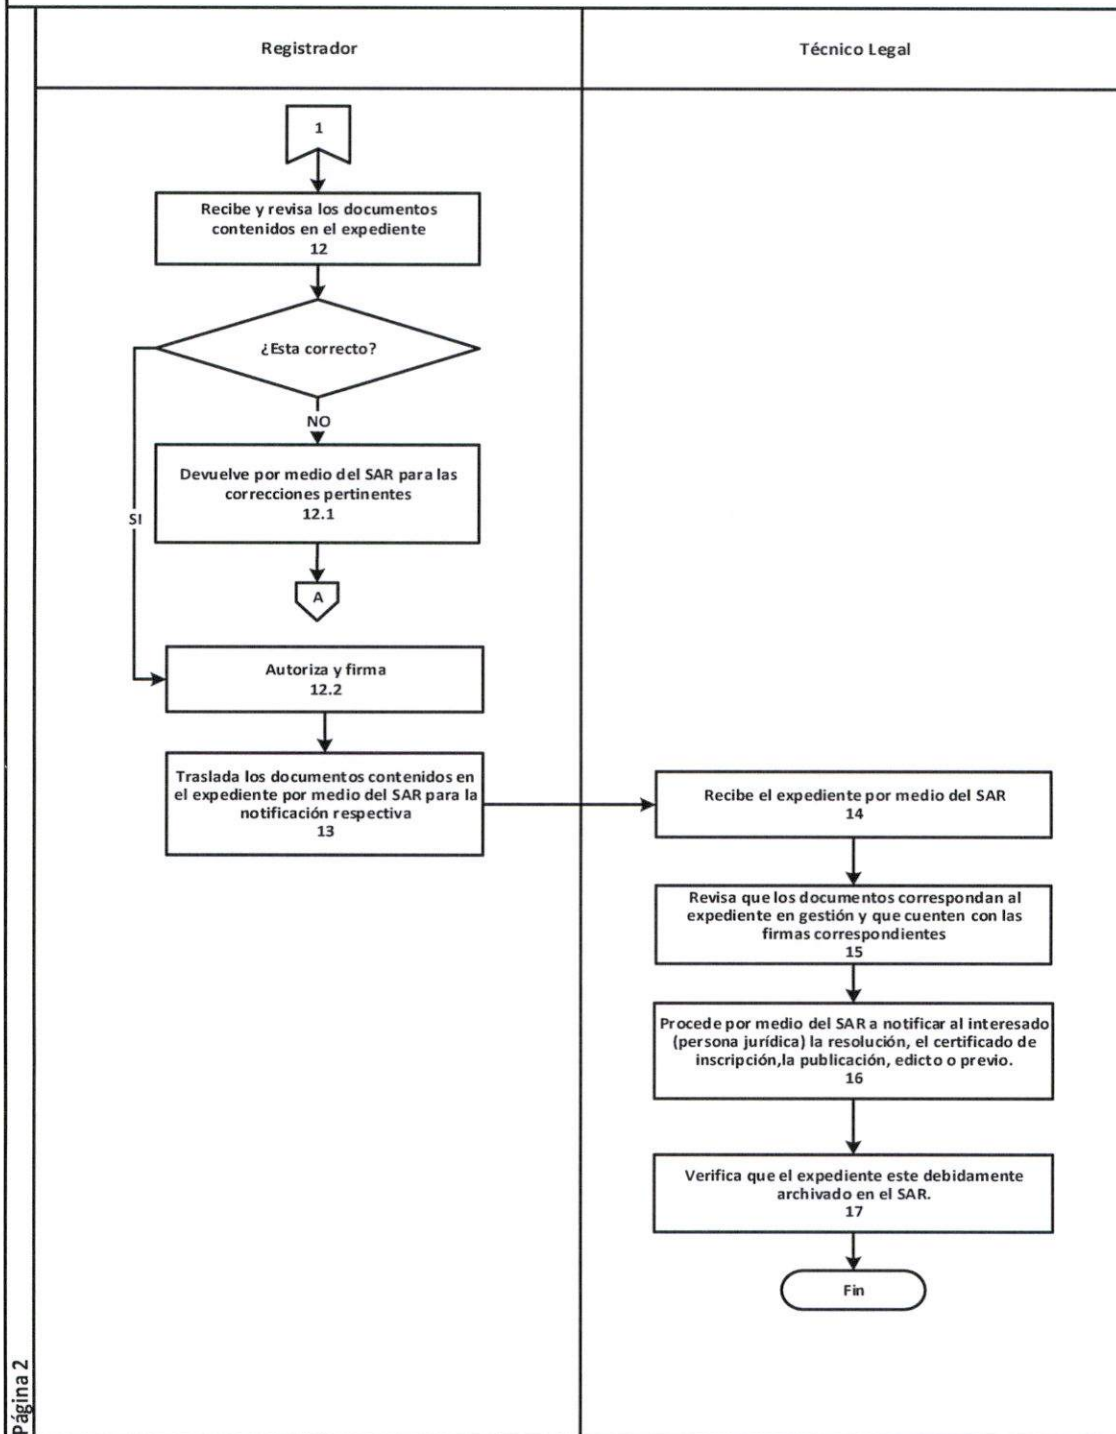 Registrador
Técnico Legal
1
Recibe y revisa los documentos
contenidos en el expediente
12
¿Esta correcto?
NO
Devuelve por medio del SAR para las
correcciones pertinentes
12.1
SI
A
Autoriza y firma
12.2
Traslada los documentos contenidos en
el expediente por medio del SAR para la
notificación respectiva
13
Recibe el expediente por medio del SAR
14
Revisa que los documentos correspondan al
expediente en gestión y que cuenten con las
firmas correspondientes
15
Procede por medio del SAR a notificar al interesado
(persona jurídica) la resolución, el certificado de
inscripción,la publicación, edicto o previo.
16
Verifica que el expediente este debidamente
archivado en el SAR.
17
Fin
Página 2